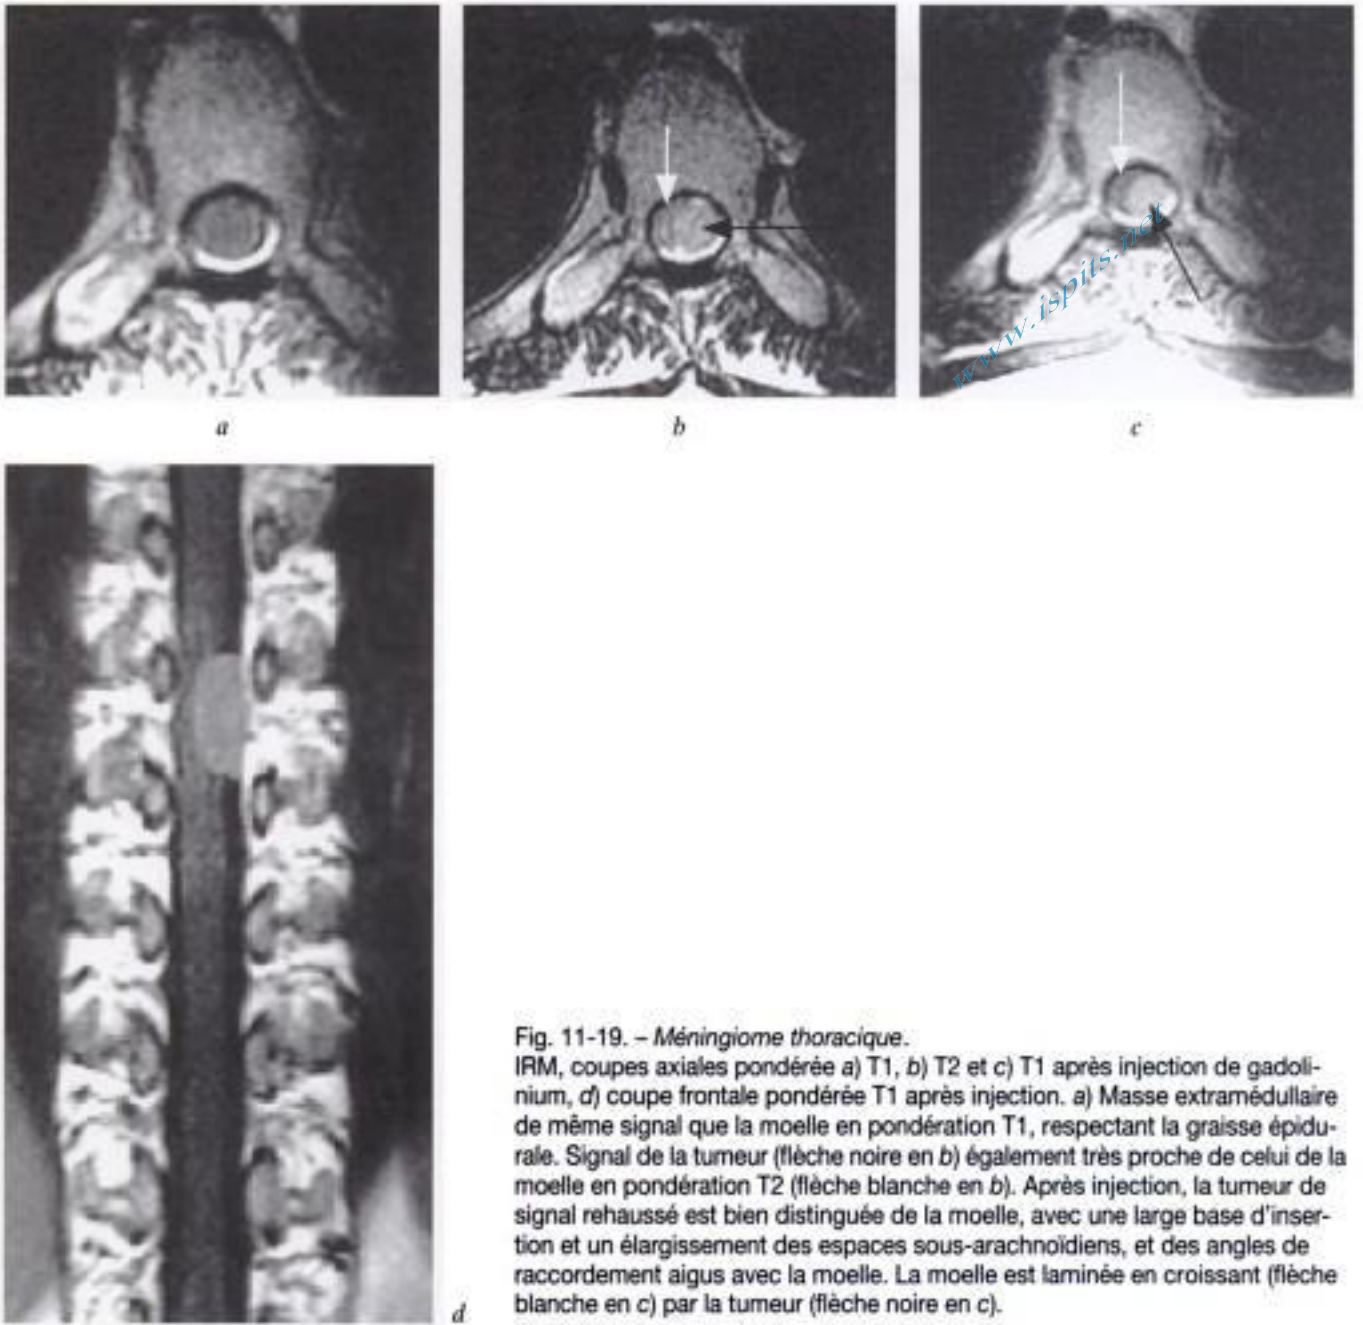 www.ispits.net
a
b
c
d
Fig. 11-19. – Méningiome thoracique.
IRM, coupes axiales pondérée a) T1, b) T2 et c) T1 après injection de gadoli-
nium, d) coupe frontale pondérée T1 après injection. a) Masse extramédullaire
de même signal que la moelle en pondération T1, respectant la graisse épidu-
rale. Signal de la tumeur (flèche noire en b) également très proche de celui de la
moelle en pondération T2 (flèche blanche en b). Après injection, la tumeur de
signal rehaussé est bien distinguée de la moelle, avec une large base d'inser-
tion et un élargissement des espaces sous-arachnoïdiens, et des angles de
raccordement aigus avec la moelle. La moelle est laminée en croissant (flèche
blanche en c) par la tumeur (flèche noire en c).